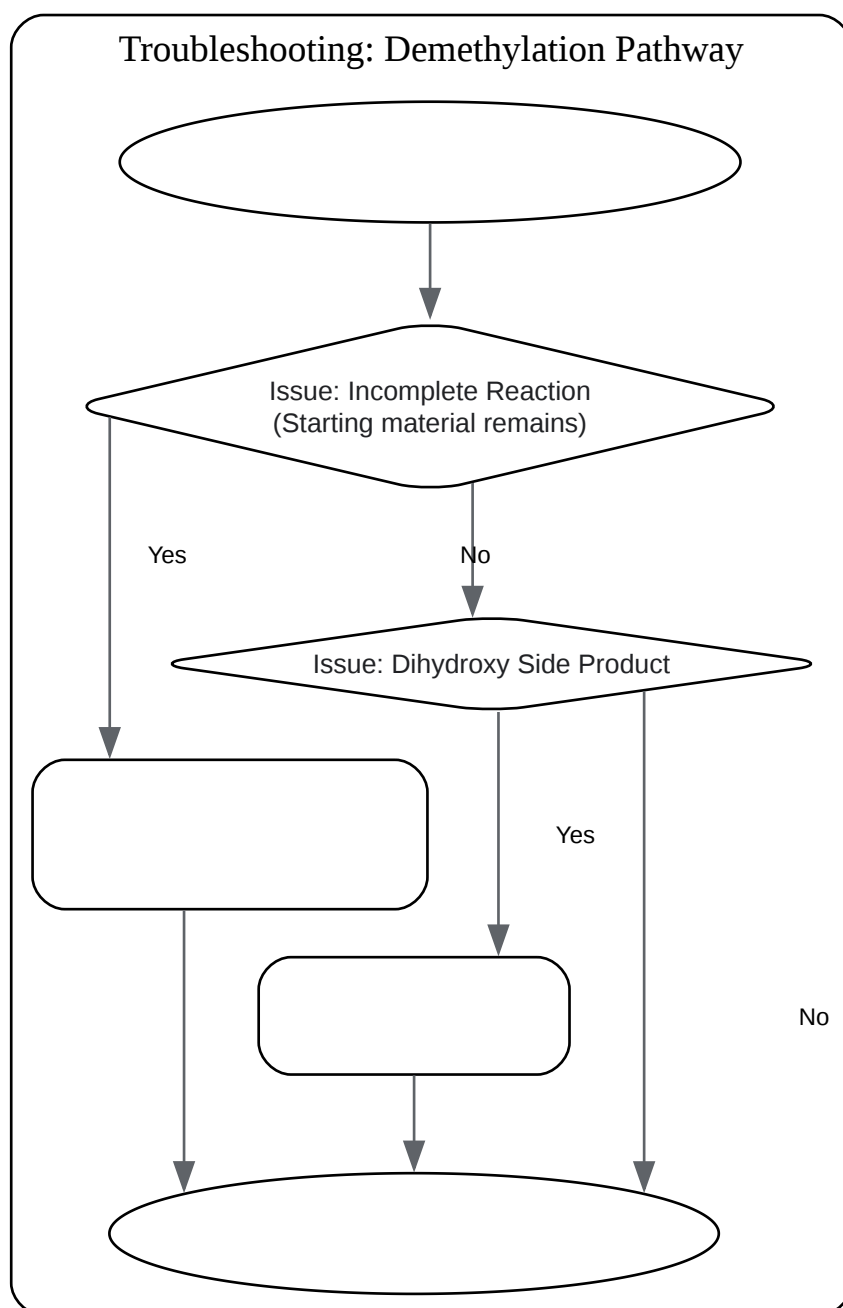 Troubleshooting: Demethylation Pathway
Issue: Incomplete Reaction
(Starting material remains)
Yes
No
Issue: Dihydroxy Side Product
Yes
No